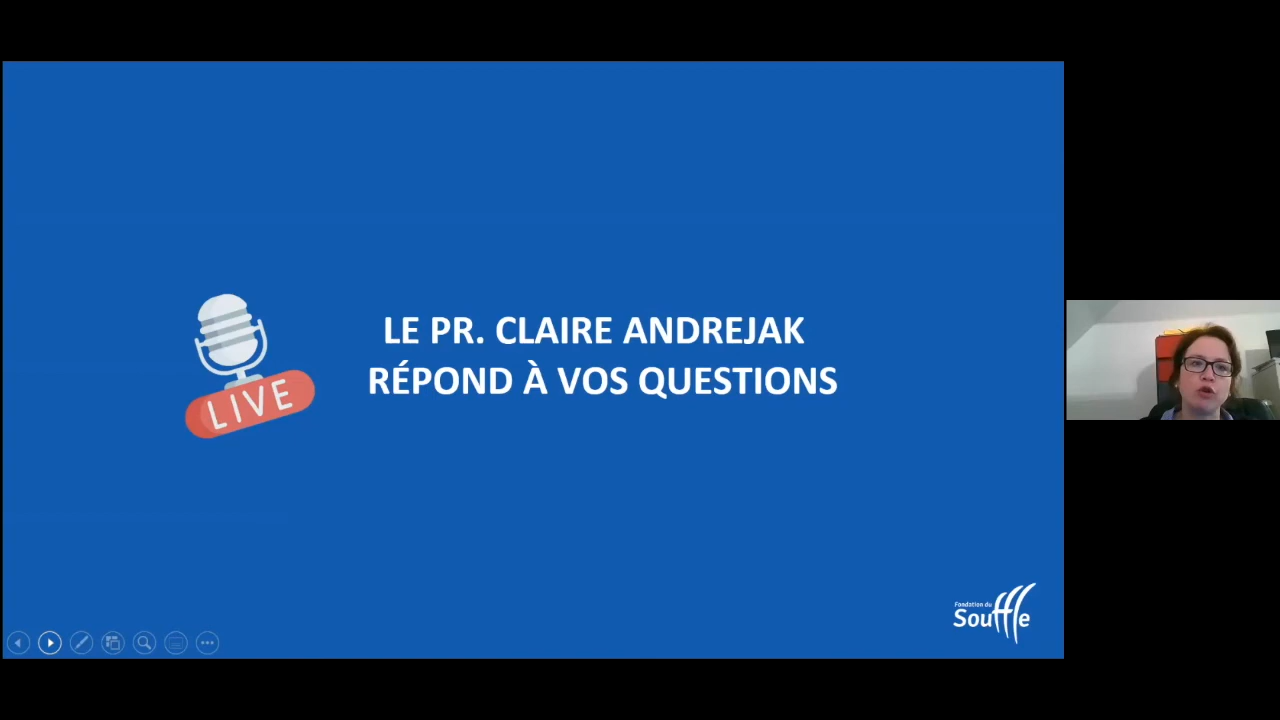 LE PR. CLAIRE ANDREJAK
RÉPOND À VOS QUESTIONS
LIVE
Fondation du
Souffle